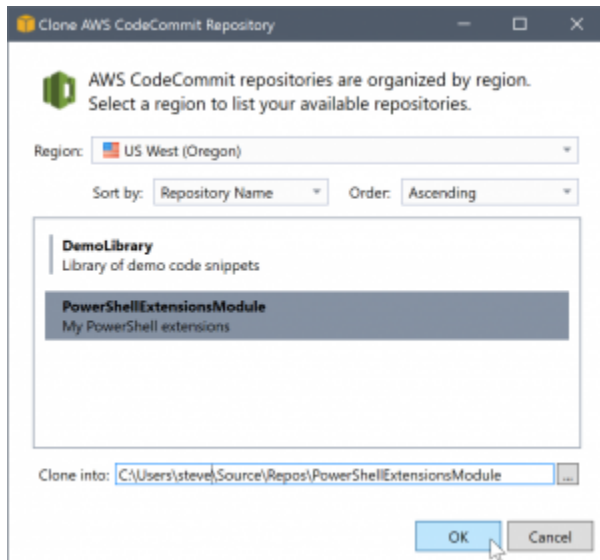 Clone AWS CodeCommit Repository
AWS CodeCommit repositories are organized by region.
Select a region to list your available repositories.
Region: US West (Oregon)
Sort by: Repository Name Order: Ascending
DemoLibrary
Library of demo code snippets
PowerShellExtensionsModule
My PowerShell extensions
Clone into: C:\Users\steve\Source\Repos\PowerShellExtensionsModule ...
OK Cancel